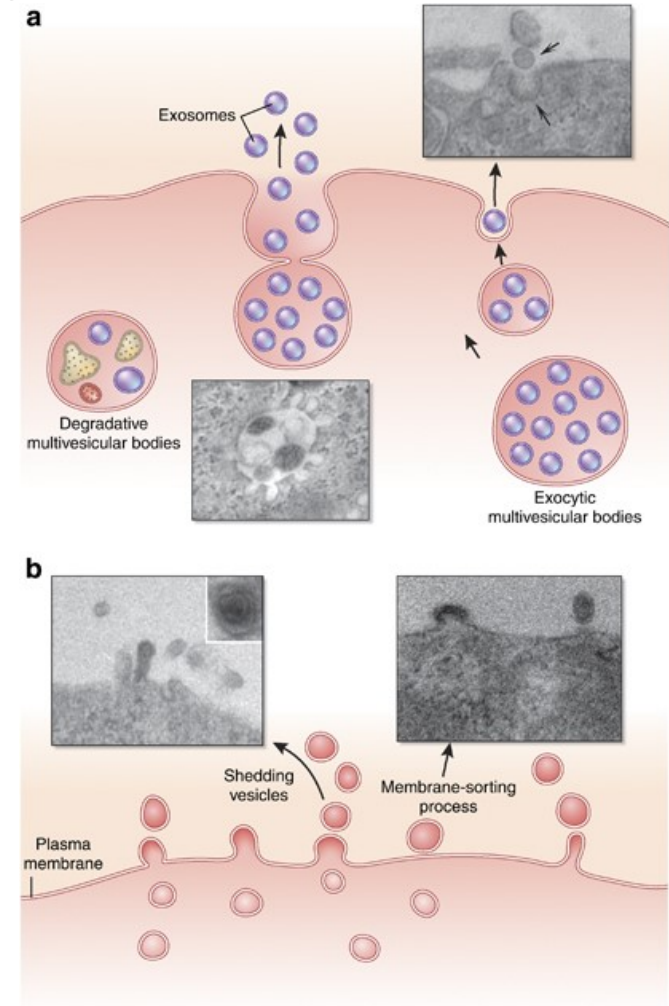 a
Exosomes
Degradative
multivesicular bodies
Exocytic
multivesicular bodies
b
Shedding
vesicles
Membrane-sorting
process
Plasma
membrane